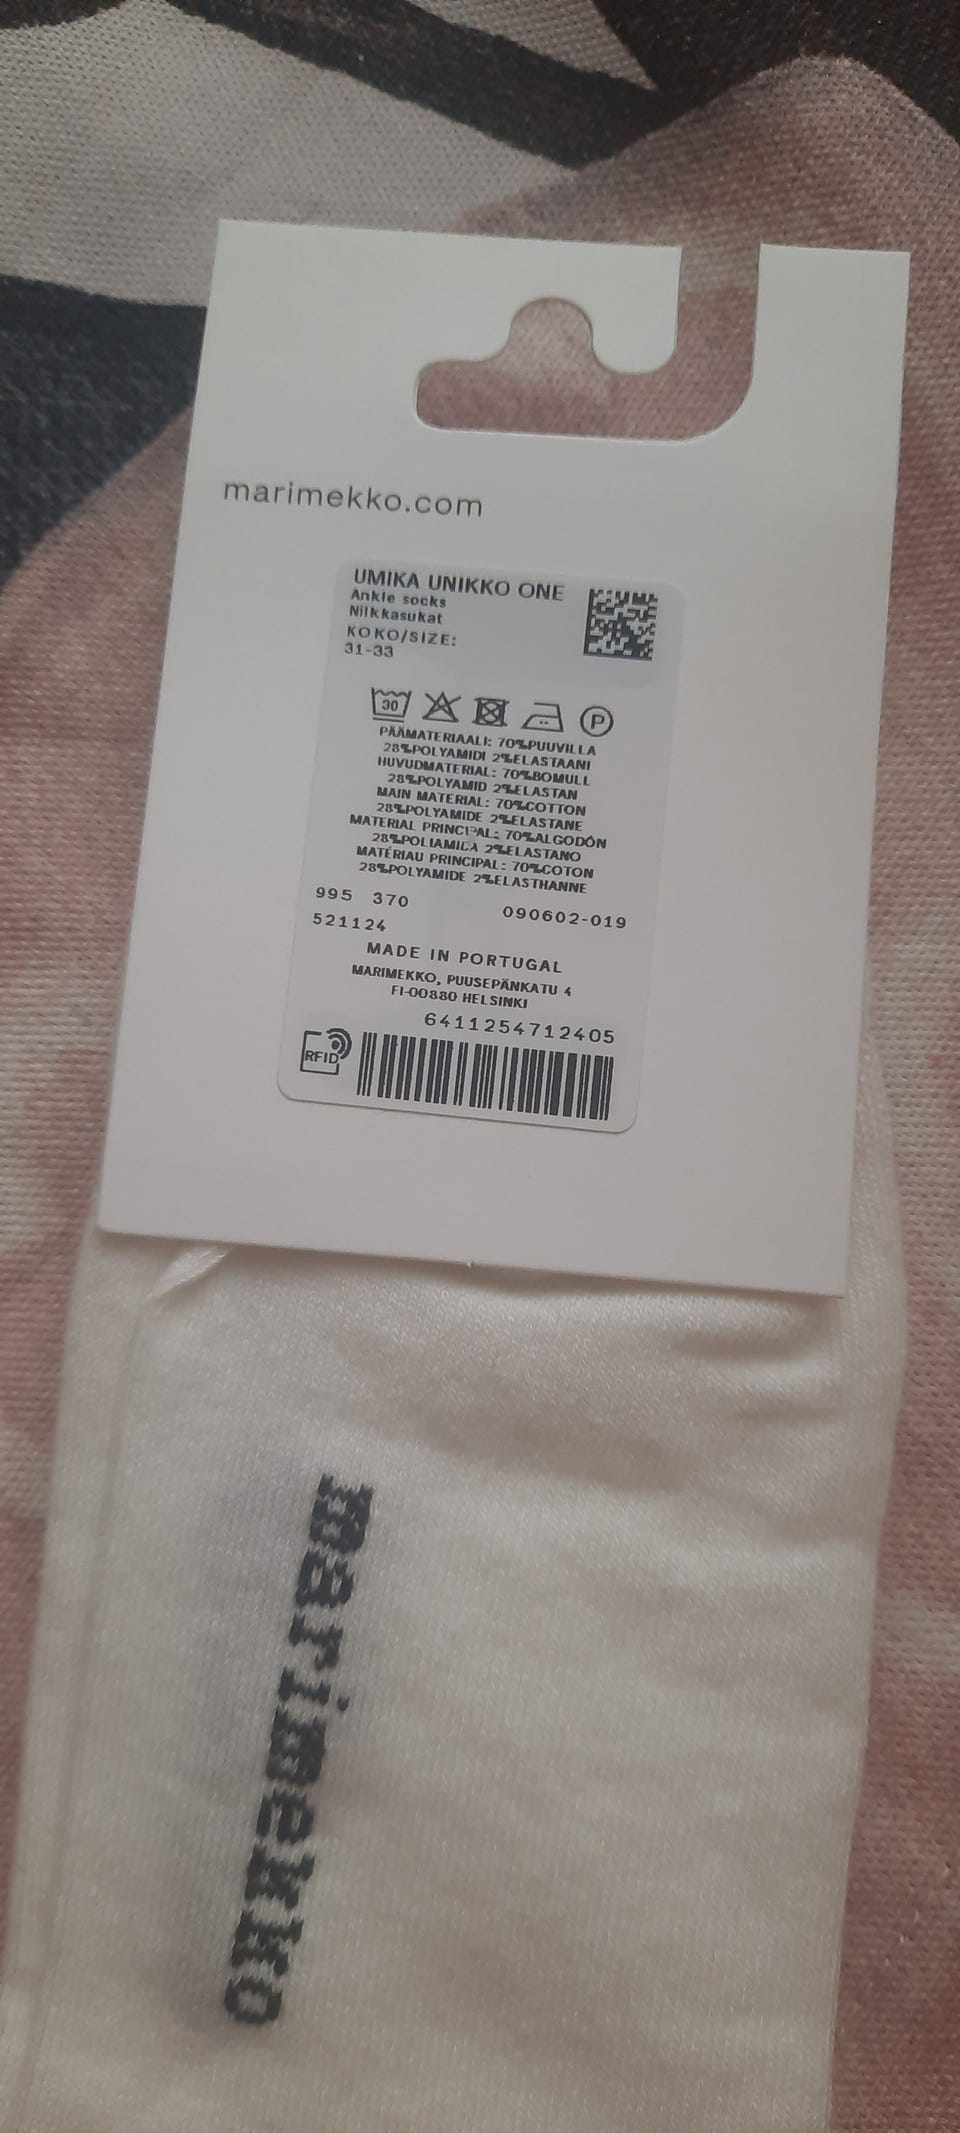 marimekko.com
UMIKA UNIKKO ONE
Ankle socks
Nilkkasukat
KOKO/SIZE:
31-33
30
P
PÄÄMATERIAALI: 70%PUUVILLA
28%POLYAMIDI 2%ELASTAANI
HUVUDMATERIAL: 70%BOMULL
28%POLYAMID 2%ELASTAN
MAIN MATERIAL: 70%COTTON
28%POLYAMIDE 2%ELASTANE
MATERIAL PRINCIPAL: 70%ALGODÓN
28%POLIAMIDA 2%ELASTANO
MATÉRIAU PRINCIPAL: 70%COTON
28%POLYAMIDE 2%ELASTHANNE
995 370
090602-019
521124
MADE IN PORTUGAL
MARIMEKKO, PUUSEPÄNKATU 4
FI-00880 HELSINKI
6411254712405
RFID
marimekko